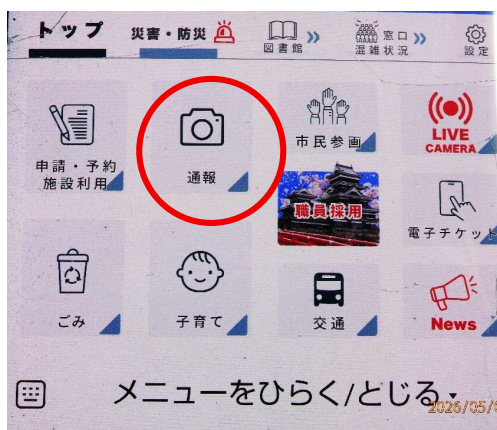 トップ
災害・防災
図書館
窓口
混雑状況
設定
申請・予約
施設利用
通報
市民参画
LIVE
CAMERA
職員採用
電子チケット
ごみ
子育て
交通
News
メニューをひらく/とじる